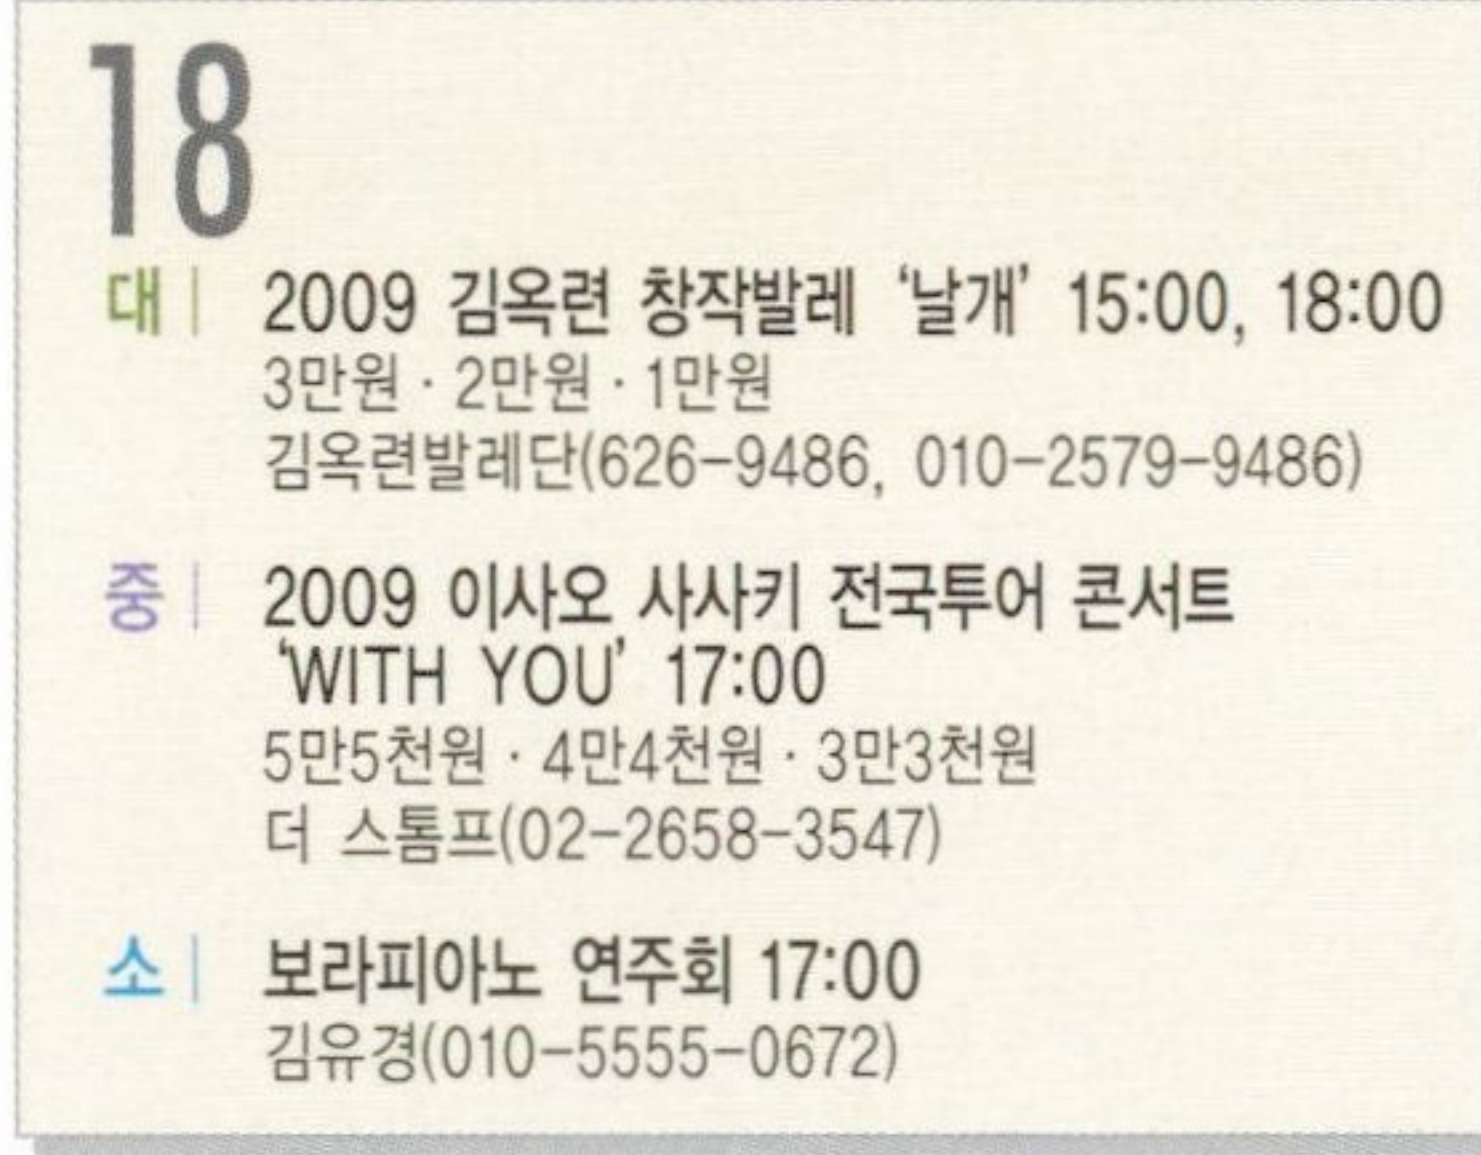 18
대 | 2009 김옥련 창작발레 ‘날개’ 15:00, 18:00
3만원 · 2만원 · 1만원
김옥련발레단(626-9486, 010-2579-9486)
중 | 2009 이사오 사사키 전국투어 콘서트
‘WITH YOU’ 17:00
5만5천원 · 4만4천원 · 3만3천원
더 스톰프(02-2658-3547)
소 | 보라피아노 연주회 17:00
김유경(010-5555-0672)